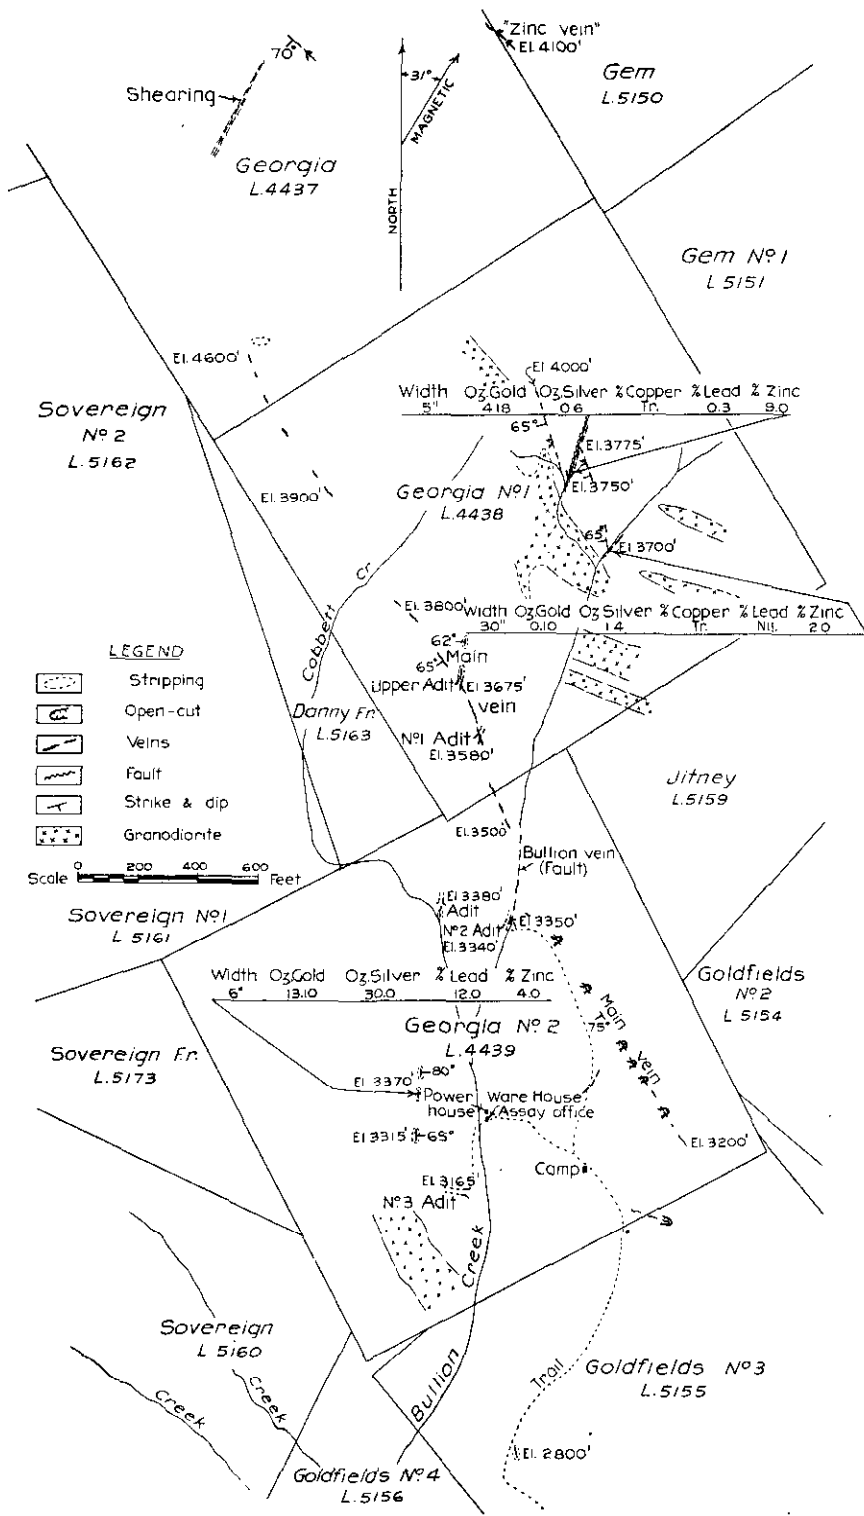 "Zinc vein"
El. 4100'
70°
Shearing
31°
MAGNETIC
NORTH
Gem
L. 5150
Georgia
L. 4437
Gem Nº 1
L 5151
El. 4600'
El 4000'
Width Oz. Gold Oz. Silver % Copper % Lead % Zinc
5" 4.18 0.6 Tr. 0.3 9.0
65°
El. 3775'
El. 3750'
Sovereign
Nº 2
L. 5162
El. 3900'
Georgia Nº 1
L. 4438
65°
El 3700'
Cobbett Cr
El. 3800'
Width Oz. Gold Oz Silver % Copper % Lead % Zinc
30" 0.10 1.4 Tr. Nil. 2.0
62°
65°
Main
Upper Adit
El 3675'
vein
LEGEND
Stripping
Open-cut
Veins
Fault
Strike & dip
Granodiorite
Danny Fr.
L. 5163
Nº 1 Adit
El. 3580'
Jitney
L. 5159
El. 3500'
Bullion vein
(Fault)
0 200 400 600
Scale Feet
El 3380'
Adit
Nº 2 Adit
El. 3340'
El 3350'
Sovereign Nº 1
L 5161
Width Oz. Gold Oz. Silver % Lead % Zinc
6" 13.10 30.0 12.0 4.0
Goldfields
Nº 2
L 5154
Main vein
75°
Georgia Nº 2
L. 4439
Sovereign Fr.
L. 5173
80°
El 3370'
Power house
Ware House
Assay office
El 3315'
65°
El. 3200'
Camp
El. 3165'
Nº 3 Adit
Bullion Creek
Sovereign
L 5160
Creek
Creek
Trail
Goldfields Nº 3
L. 5155
El. 2800'
Goldfields Nº 4
L. 5156